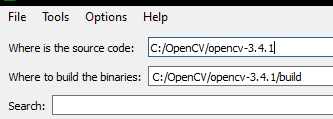 File Tools Options Help
Where is the source code: C:/OpenCV/opencv-3.4.1
Where to build the binaries: C:/OpenCV/opencv-3.4.1/build
Search: